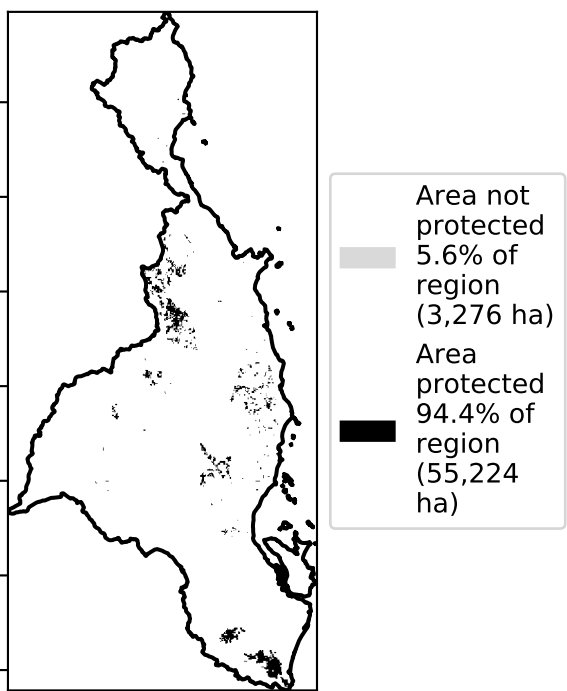 Area not
protected
5.6% of
region
(3,276 ha)
Area
protected
94.4% of
region
(55,224
ha)